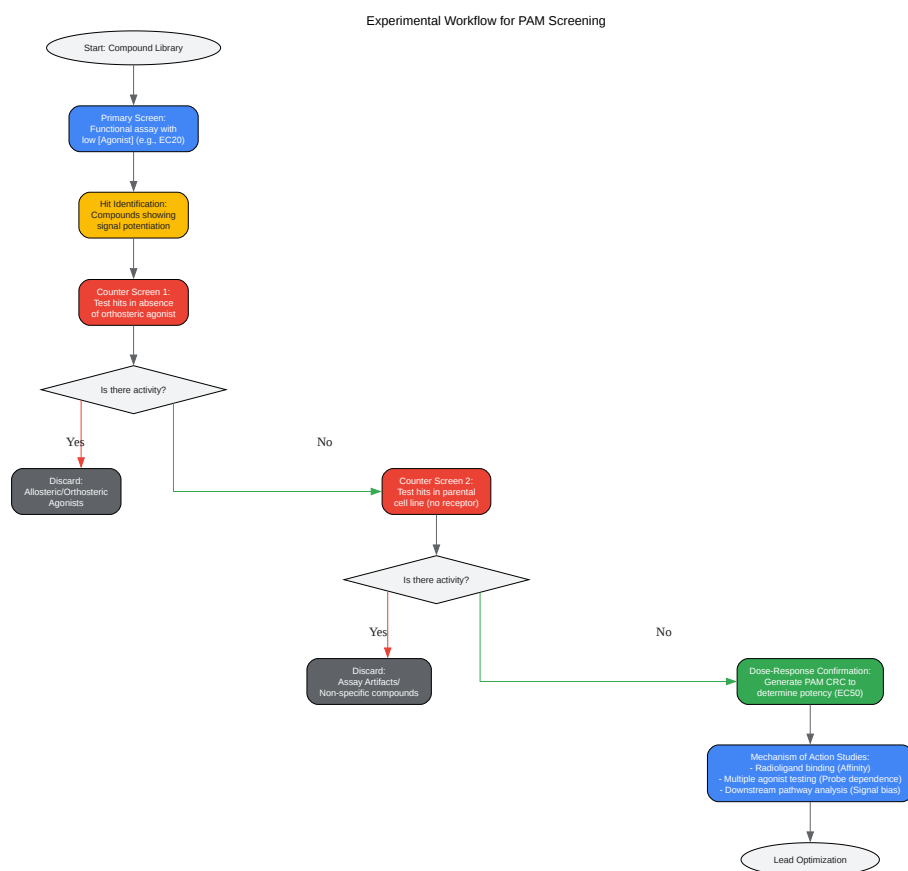 Experimental Workflow for PAM Screening
Start: Compound Library
Primary Screen:
Functional assay with
low [Agonist] (e.g., EC20)
Hit Identification:
Compounds showing
signal potentiation
Counter Screen 1:
Test hits in absence
of orthosteric agonist
Is there activity?
Yes
No
Discard:
Allosteric/Orthosteric
Agonists
Counter Screen 2:
Test hits in parental
cell line (no receptor)
Is there activity?
Yes
No
Discard:
Assay Artifacts/
Non-specific compounds
Dose-Response Confirmation:
Generate PAM CRC to
determine potency (EC50)
Mechanism of Action Studies:
- Radioligand binding (Affinity)
- Multiple agonist testing (Probe dependence)
- Downstream pathway analysis (Signal bias)
Lead Optimization